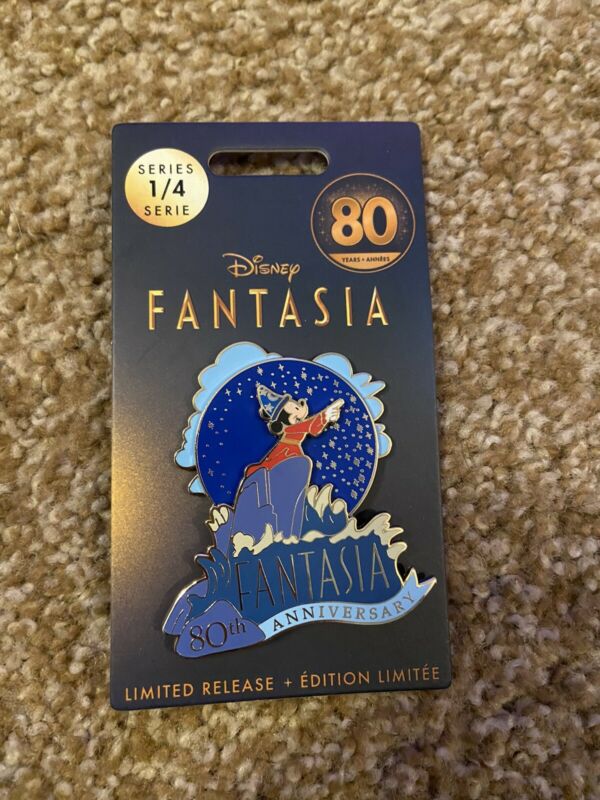 SERIES
1/4
SERIE
80
YEARS • ANNÉES
Disney
FANTASIA
FANTASIA
80th ANNIVERSARY
LIMITED RELEASE + ÉDITION LIMITÉE